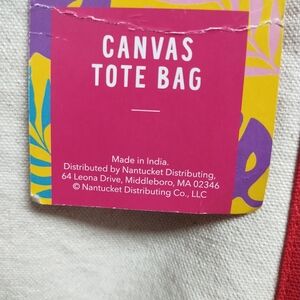 CANVAS
TOTE BAG
Made in India.
Distributed by Nantucket Distributing,
64 Leona Drive, Middleboro, MA 02346
© Nantucket Distributing Co., LLC